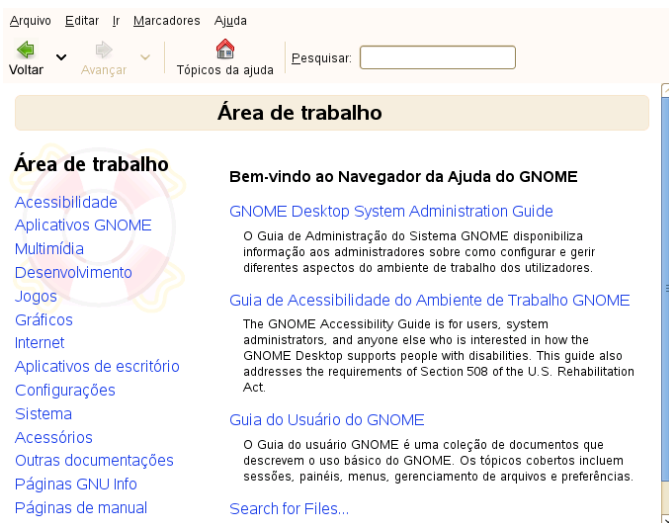 Arquivo Editar Ir Marcadores Ajuda
Voltar Avançar Tópicos da ajuda Pesquisar:
Área de trabalho
Área de trabalho
Acessibilidade
Aplicativos GNOME
Multimídia
Desenvolvimento
Jogos
Gráficos
Internet
Aplicativos de escritório
Configurações
Sistema
Acessórios
Outras documentações
Páginas GNU Info
Páginas de manual
Bem-vindo ao Navegador da Ajuda do GNOME
GNOME Desktop System Administration Guide
O Guia de Administração do Sistema GNOME disponibiliza
informação aos administradores sobre como configurar e gerir
diferentes aspectos do ambiente de trabalho dos utilizadores.
Guia de Acessibilidade do Ambiente de Trabalho GNOME
The GNOME Accessibility Guide is for users, system
administrators, and anyone else who is interested in how the
GNOME Desktop supports people with disabilities. This guide also
addresses the requirements of Section 508 of the U.S. Rehabilitation
Act.
Guia do Usuário do GNOME
O Guia do usuário GNOME é uma coleção de documentos que
descrevem o uso básico do GNOME. Os tópicos cobertos incluem
sessões, painéis, menus, gerenciamento de arquivos e preferências.
Search for Files...